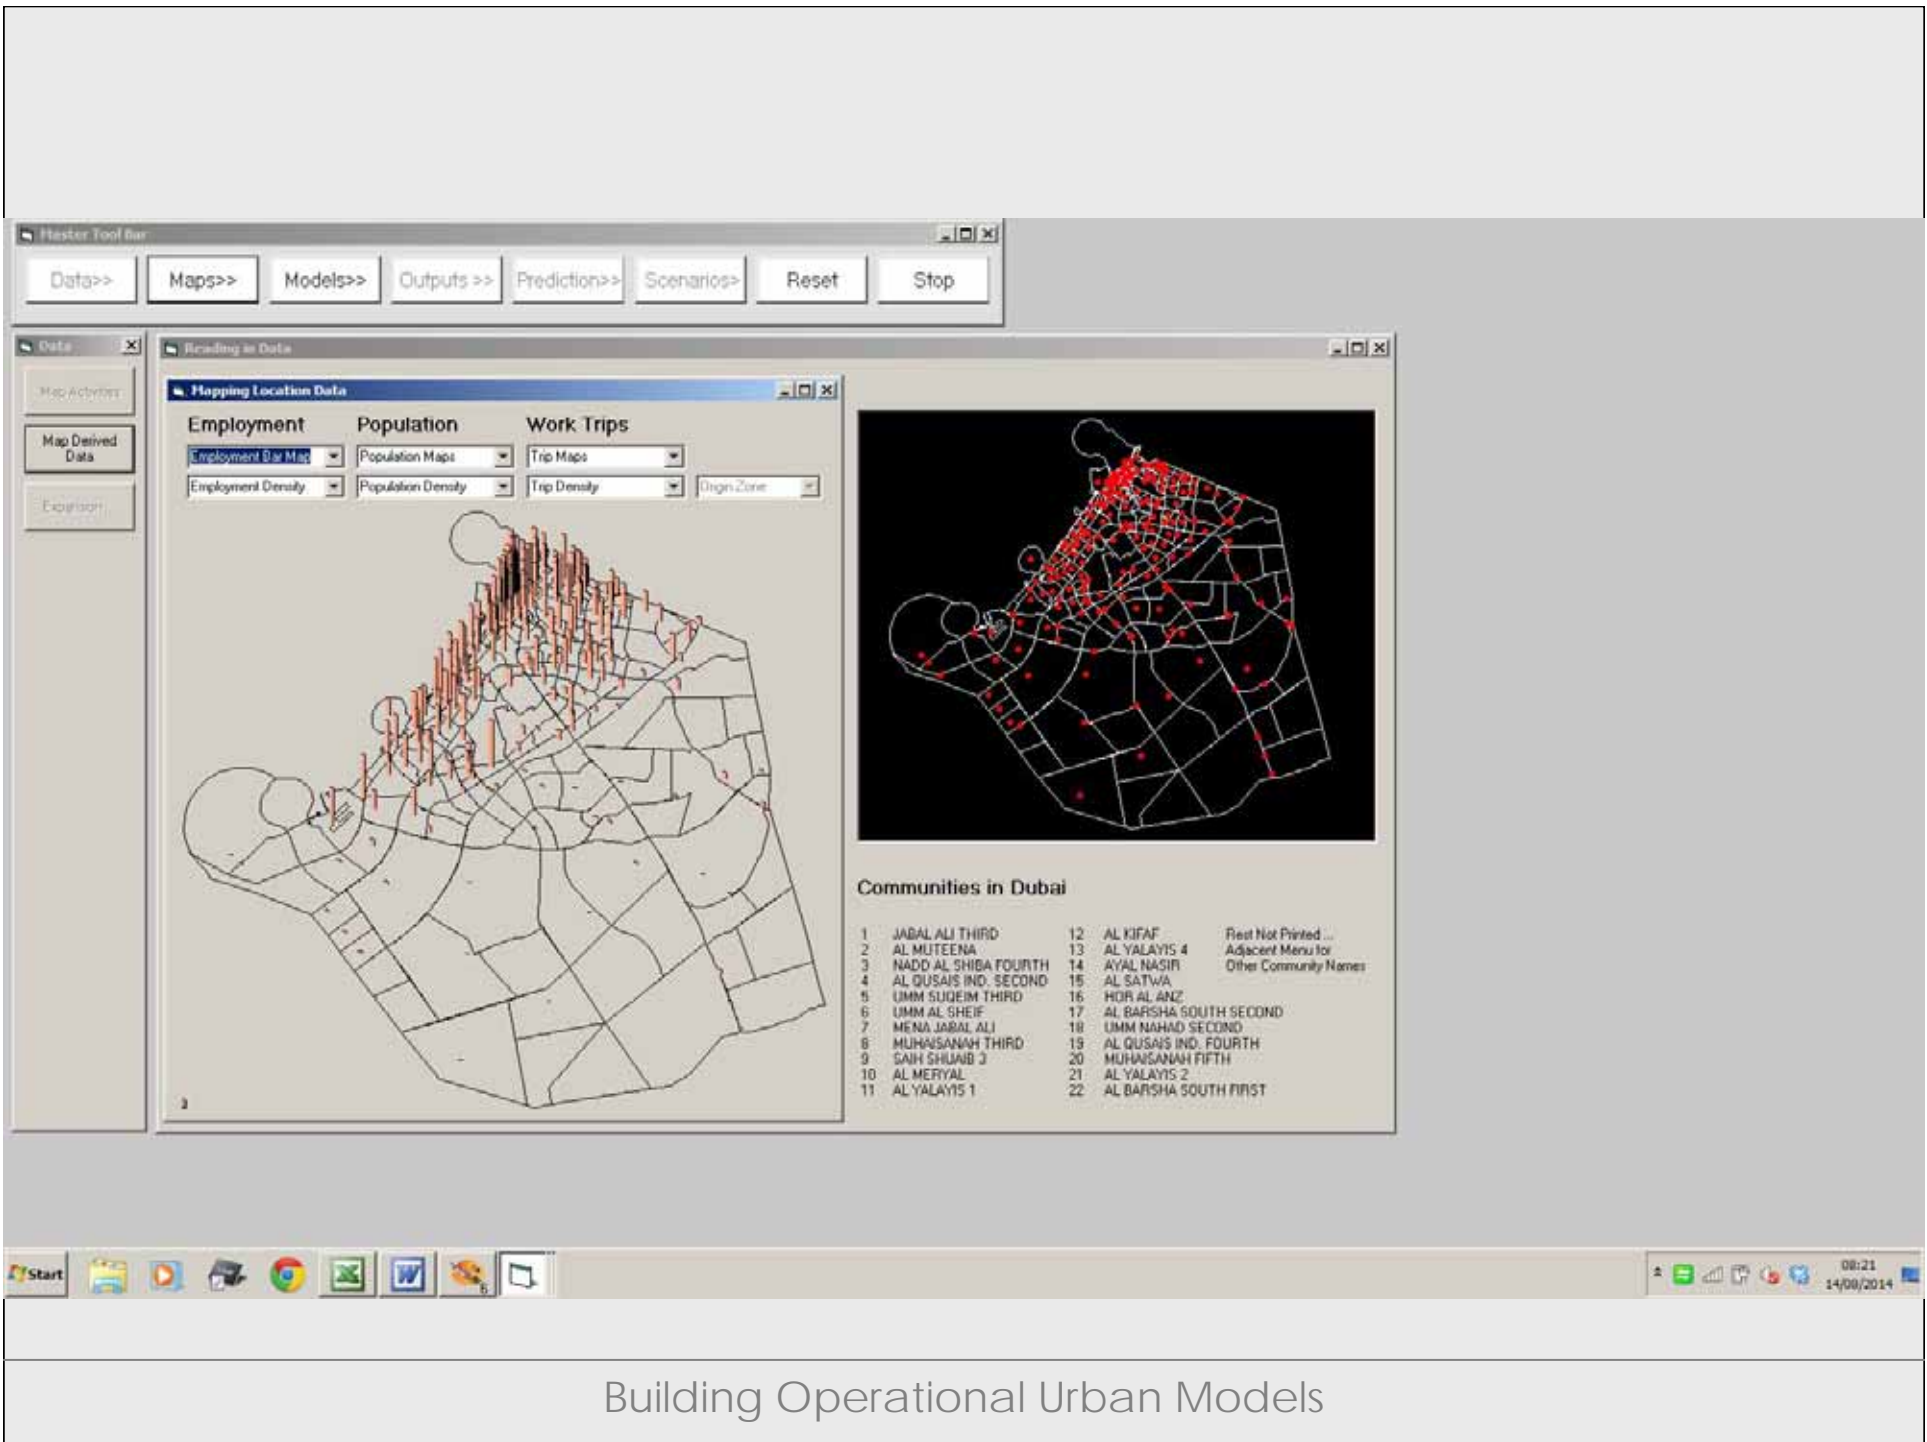 Master Tool Bar
Data>> Maps>> Models>> Outputs >> Prediction>> Scenarios> Reset Stop
Data
Map Activities
Map Derived
Data
Reading in Data
Mapping Location Data
Employment Population Work Trips
Employment Bar Map Population Maps Trip Maps
Employment Density Population Density Trip Density Origin Zone
3
Communities in Dubai
1 JABAL ALI THIRD
2 AL MUTEENA
3 NADD AL SHIBA FOURTH
4 AL QUSAIS IND. SECOND
5 UMM SUQEIM THIRD
6 UMM AL SHEIF
7 MENA JABAL ALI
8 MUHAISANAH THIRD
9 SAIH SHUAIB 3
10 AL MERYAL
11 AL YALAYIS 1
12 AL KIFAF
13 AL YALAYIS 4
14 AYAL NASIR
15 AL SATWA
16 HOR AL ANZ
17 AL BARSHA SOUTH SECOND
18 UMM NAHAD SECOND
19 AL QUSAIS IND. FOURTH
20 MUHAISANAH FIFTH
21 AL YALAYIS 2
22 AL BARSHA SOUTH FIRST
Rest Not Printed ...
Adjacent Menu for
Other Community Names
Start
6
08:21
14/08/2014
Building Operational Urban Models